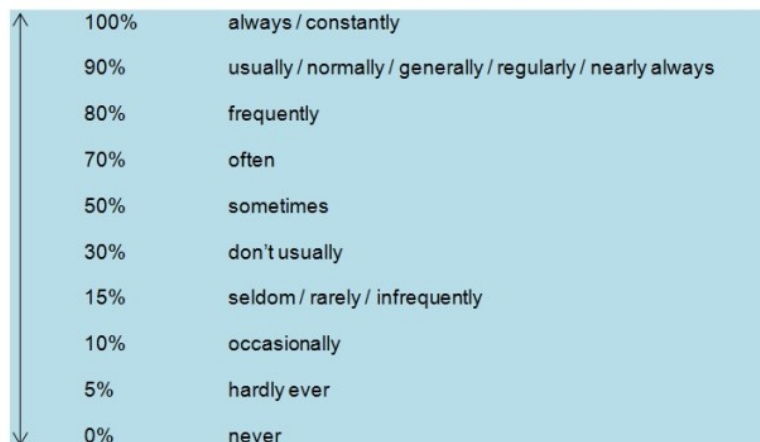 100% always / constantly
90% usually / normally / generally / regularly / nearly always
80% frequently
70% often
50% sometimes
30% don't usually
15% seldom / rarely / infrequently
10% occasionally
5% hardly ever
0% never